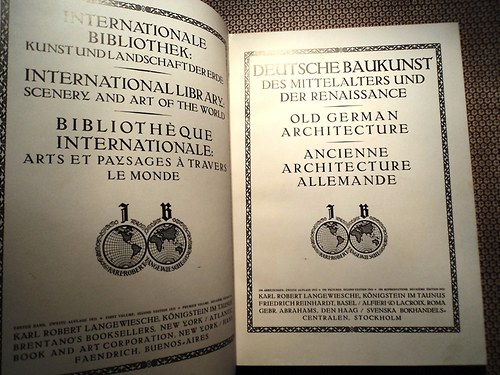 INTERNATIONALE
BIBLIOTHEK:
KUNST UND LANDSCHAFT DER ERDE
INTERNATIONAL LIBRARY:
SCENERY AND ART OF THE WORLD
BIBLIOTHÈQUE
INTERNATIONALE:
ARTS ET PAYSAGES À TRAVERS
LE MONDE
J B
KARL ROBERT LANGEWIESCHE, KÖNIGSTEIN IM TAUNUS
BRENTANO'S BOOKSELLERS, NEW YORK / ATLANTIC
BOOK AND ART CORPORATION, NEW YORK /
FAENDRICH, BUENOS-AIRES
DEUTSCHE BAUKUNST
DES MITTELALTERS UND
DER RENAISSANCE
OLD GERMAN
ARCHITECTURE
ANCIENNE
ARCHITECTURE
ALLEMANDE
J B
KARL ROBERT LANGEWIESCHE, KÖNIGSTEIN IM TAUNUS
FRIEDRICH REINHARDT, BASEL / ALFIERI & LACROIX, ROMA
GEBR. ABRAHAMS, DEN HAAG / SVENSKA BOKHANDELS-
CENTRALEN, STOCKHOLM